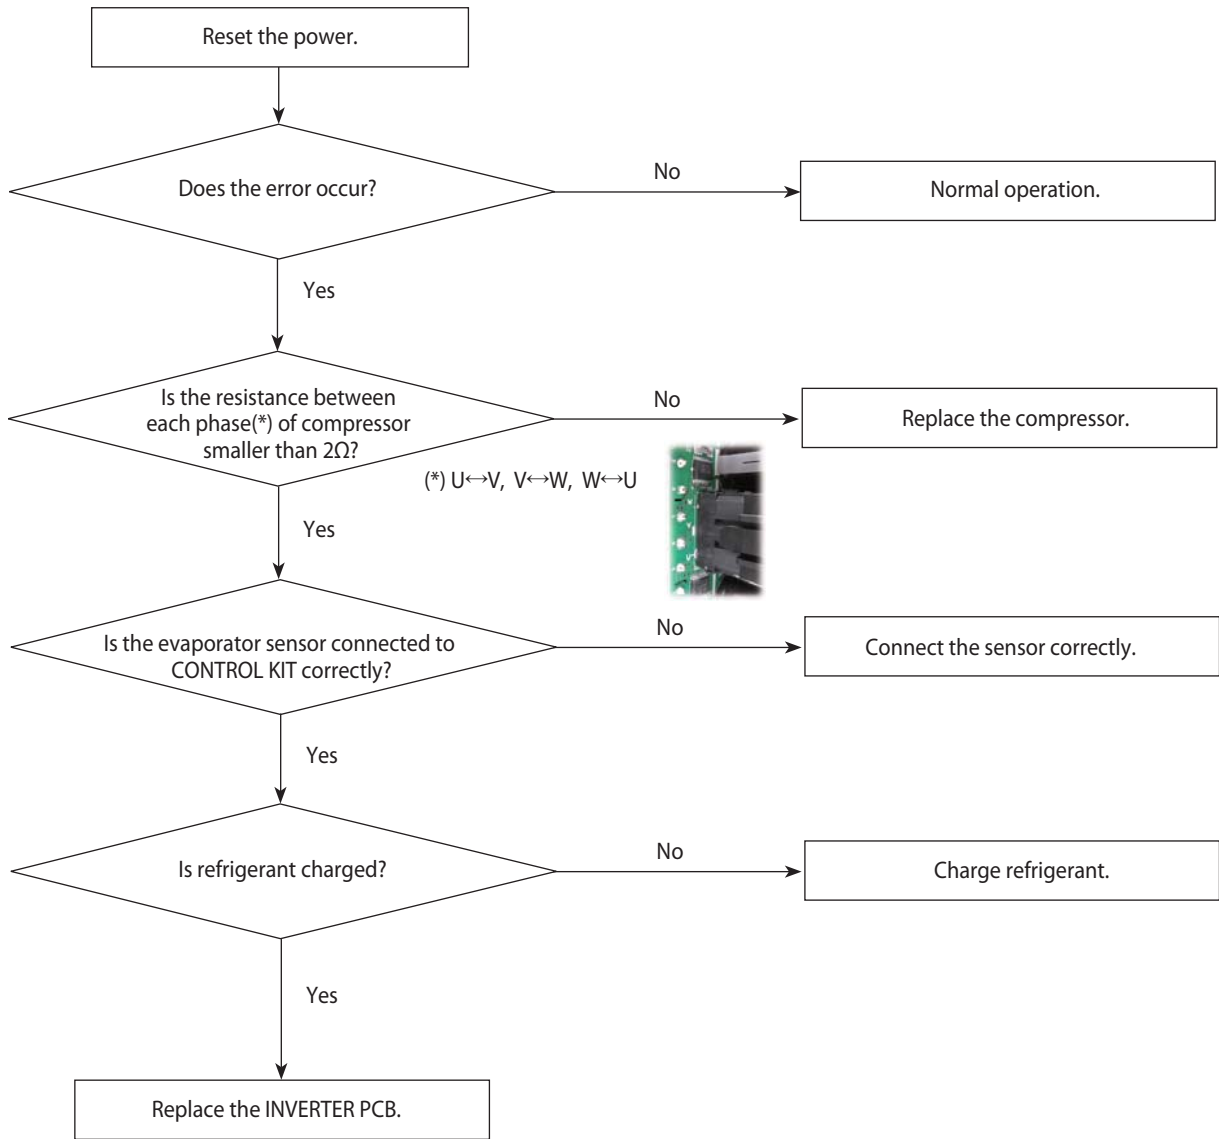 Reset the power.
Does the error occur?
No
Normal operation.
Yes
Is the resistance between
each phase(*) of compressor
smaller than 2Ω?
No
Replace the compressor.
(*) U↔V, V↔W, W↔U
Yes
Is the evaporator sensor connected to
CONTROL KIT correctly?
No
Connect the sensor correctly.
Yes
Is refrigerant charged?
No
Charge refrigerant.
Yes
Replace the INVERTER PCB.